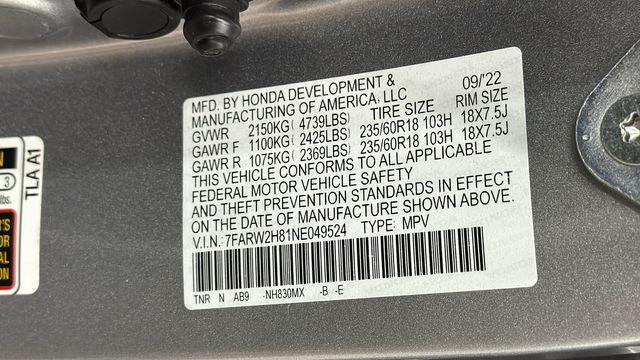 MFD. BY HONDA DEVELOPMENT &
MANUFACTURING OF AMERICA, LLC 09/'22
GVWR 2150KG( 4739LBS) TIRE SIZE RIM SIZE
GAWR F 1100KG( 2425LBS) 235/60R18 103H 18X7.5J
GAWR R 1075KG( 2369LBS) 235/60R18 103H 18X7.5J
THIS VEHICLE CONFORMS TO ALL APPLICABLE
FEDERAL MOTOR VEHICLE SAFETY
AND THEFT PREVENTION STANDARDS IN EFFECT
ON THE DATE OF MANUFACTURE SHOWN ABOVE.
V.I.N.: 7FARW2H81NE049524 TYPE: MPV
TNR N AB9 -NH830MX -B -E
TLA A1
3
lbs.